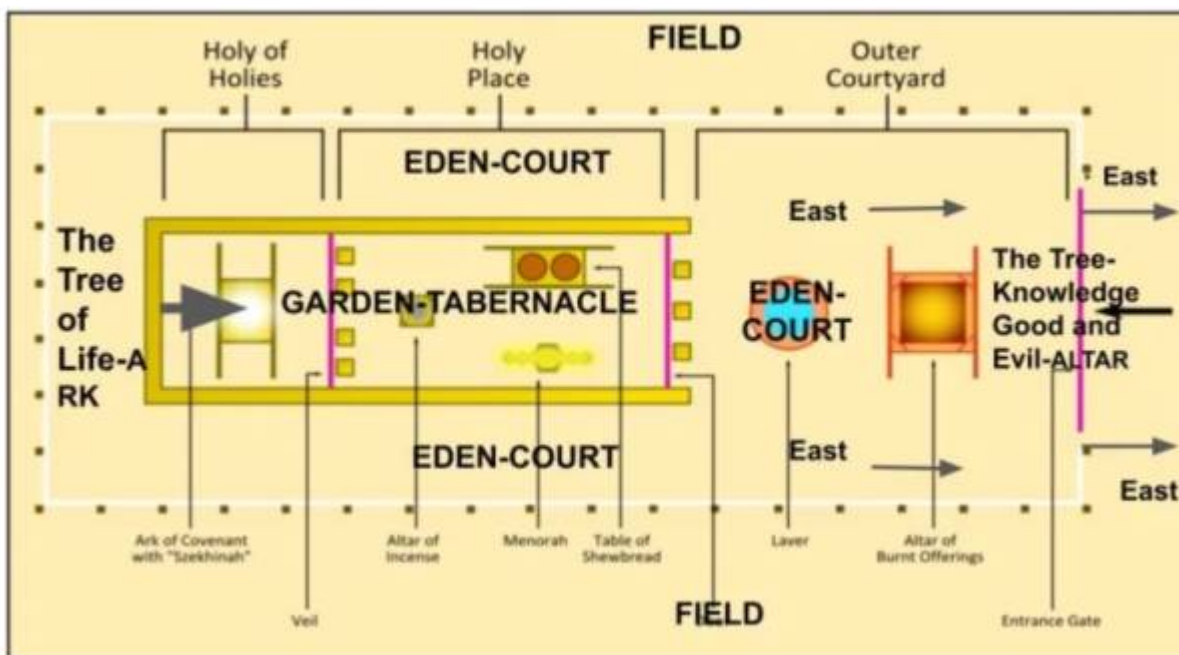 FIELD
Holy of
Holies
Holy
Place
Outer
Courtyard
EDEN-COURT
East
East
The
Tree
of
Life-A
RK
GARDEN-TABERNACLE
EDEN-
COURT
The Tree-
Knowledge
Good and
Evil-ALTAR
EDEN-COURT
East
East
Ark of Covenant
with "Szekhinah"
Altar of
Incense
Menorah
Table of
Shewbread
Laver
Altar of
Burnt Offerings
Veil
FIELD
Entrance Gate